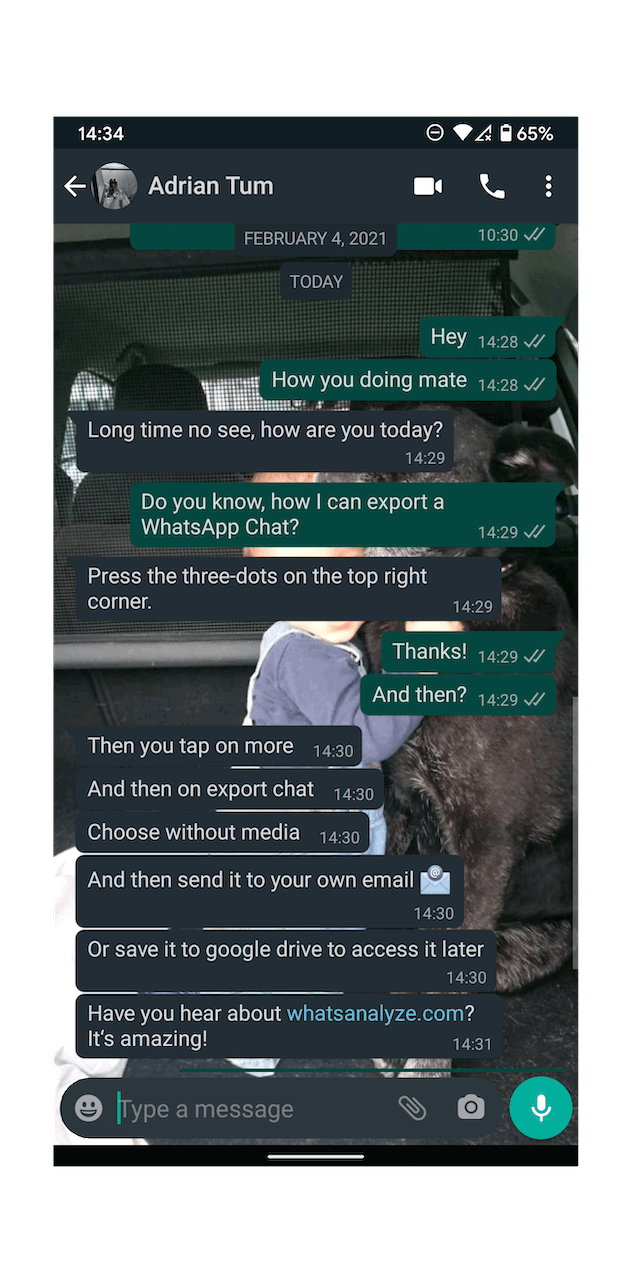 14:34
65%
Adrian Tum
10:30
FEBRUARY 4, 2021
TODAY
Hey 14:28
How you doing mate 14:28
Long time no see, how are you today?
14:29
Do you know, how I can export a
WhatsApp Chat?
14:29
Press the three-dots on the top right
corner.
14:29
Thanks! 14:29
And then? 14:29
Then you tap on more 14:30
And then on export chat 14:30
Choose without media 14:30
And then send it to your own email
14:30
Or save it to google drive to access it later
14:30
Have you hear about whatsanalyze.com?
It‘s amazing!
14:31
Type a message